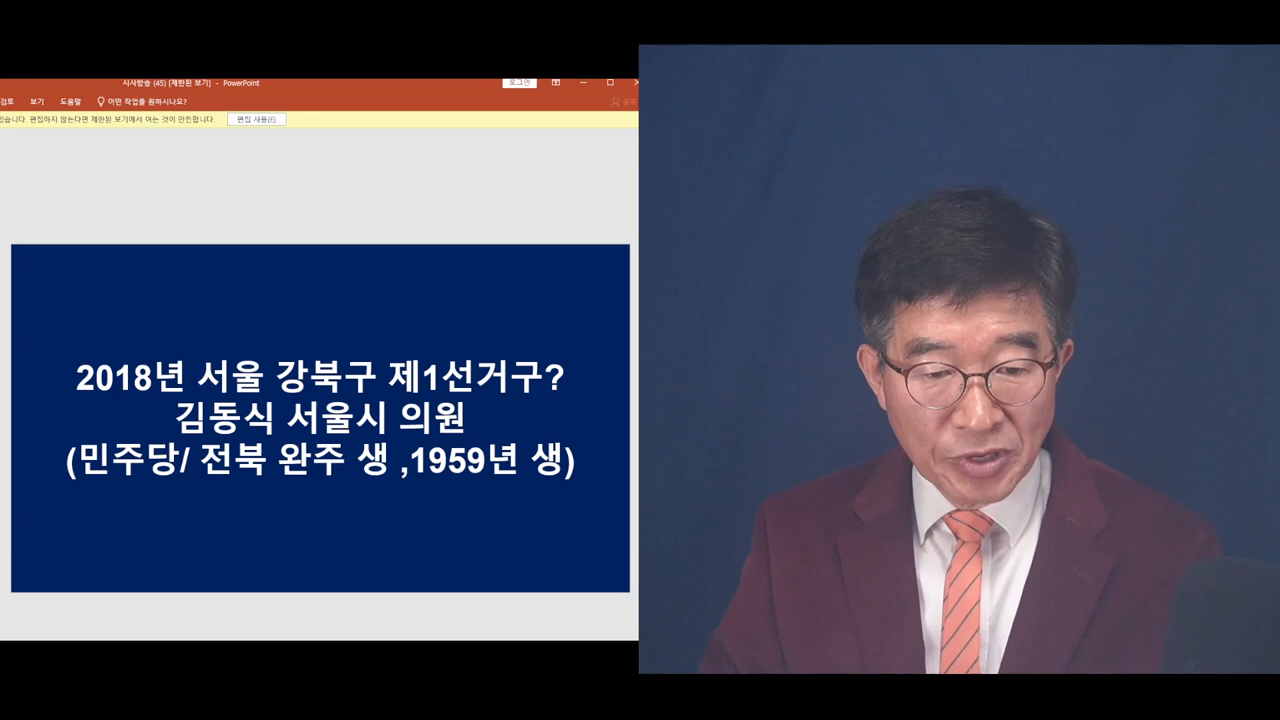 시사방송 (45) [제한된 보기] - PowerPoint
로그인
검토 보기 도움말 어떤 작업을 원하시나요? 공유
있습니다. 편집하지 않는다면 제한된 보기에서 여는 것이 안전합니다. 편집 사용(E)
2018년 서울 강북구 제1선거구?
김동식 서울시 의원
(민주당/ 전북 완주 생 ,1959년 생)